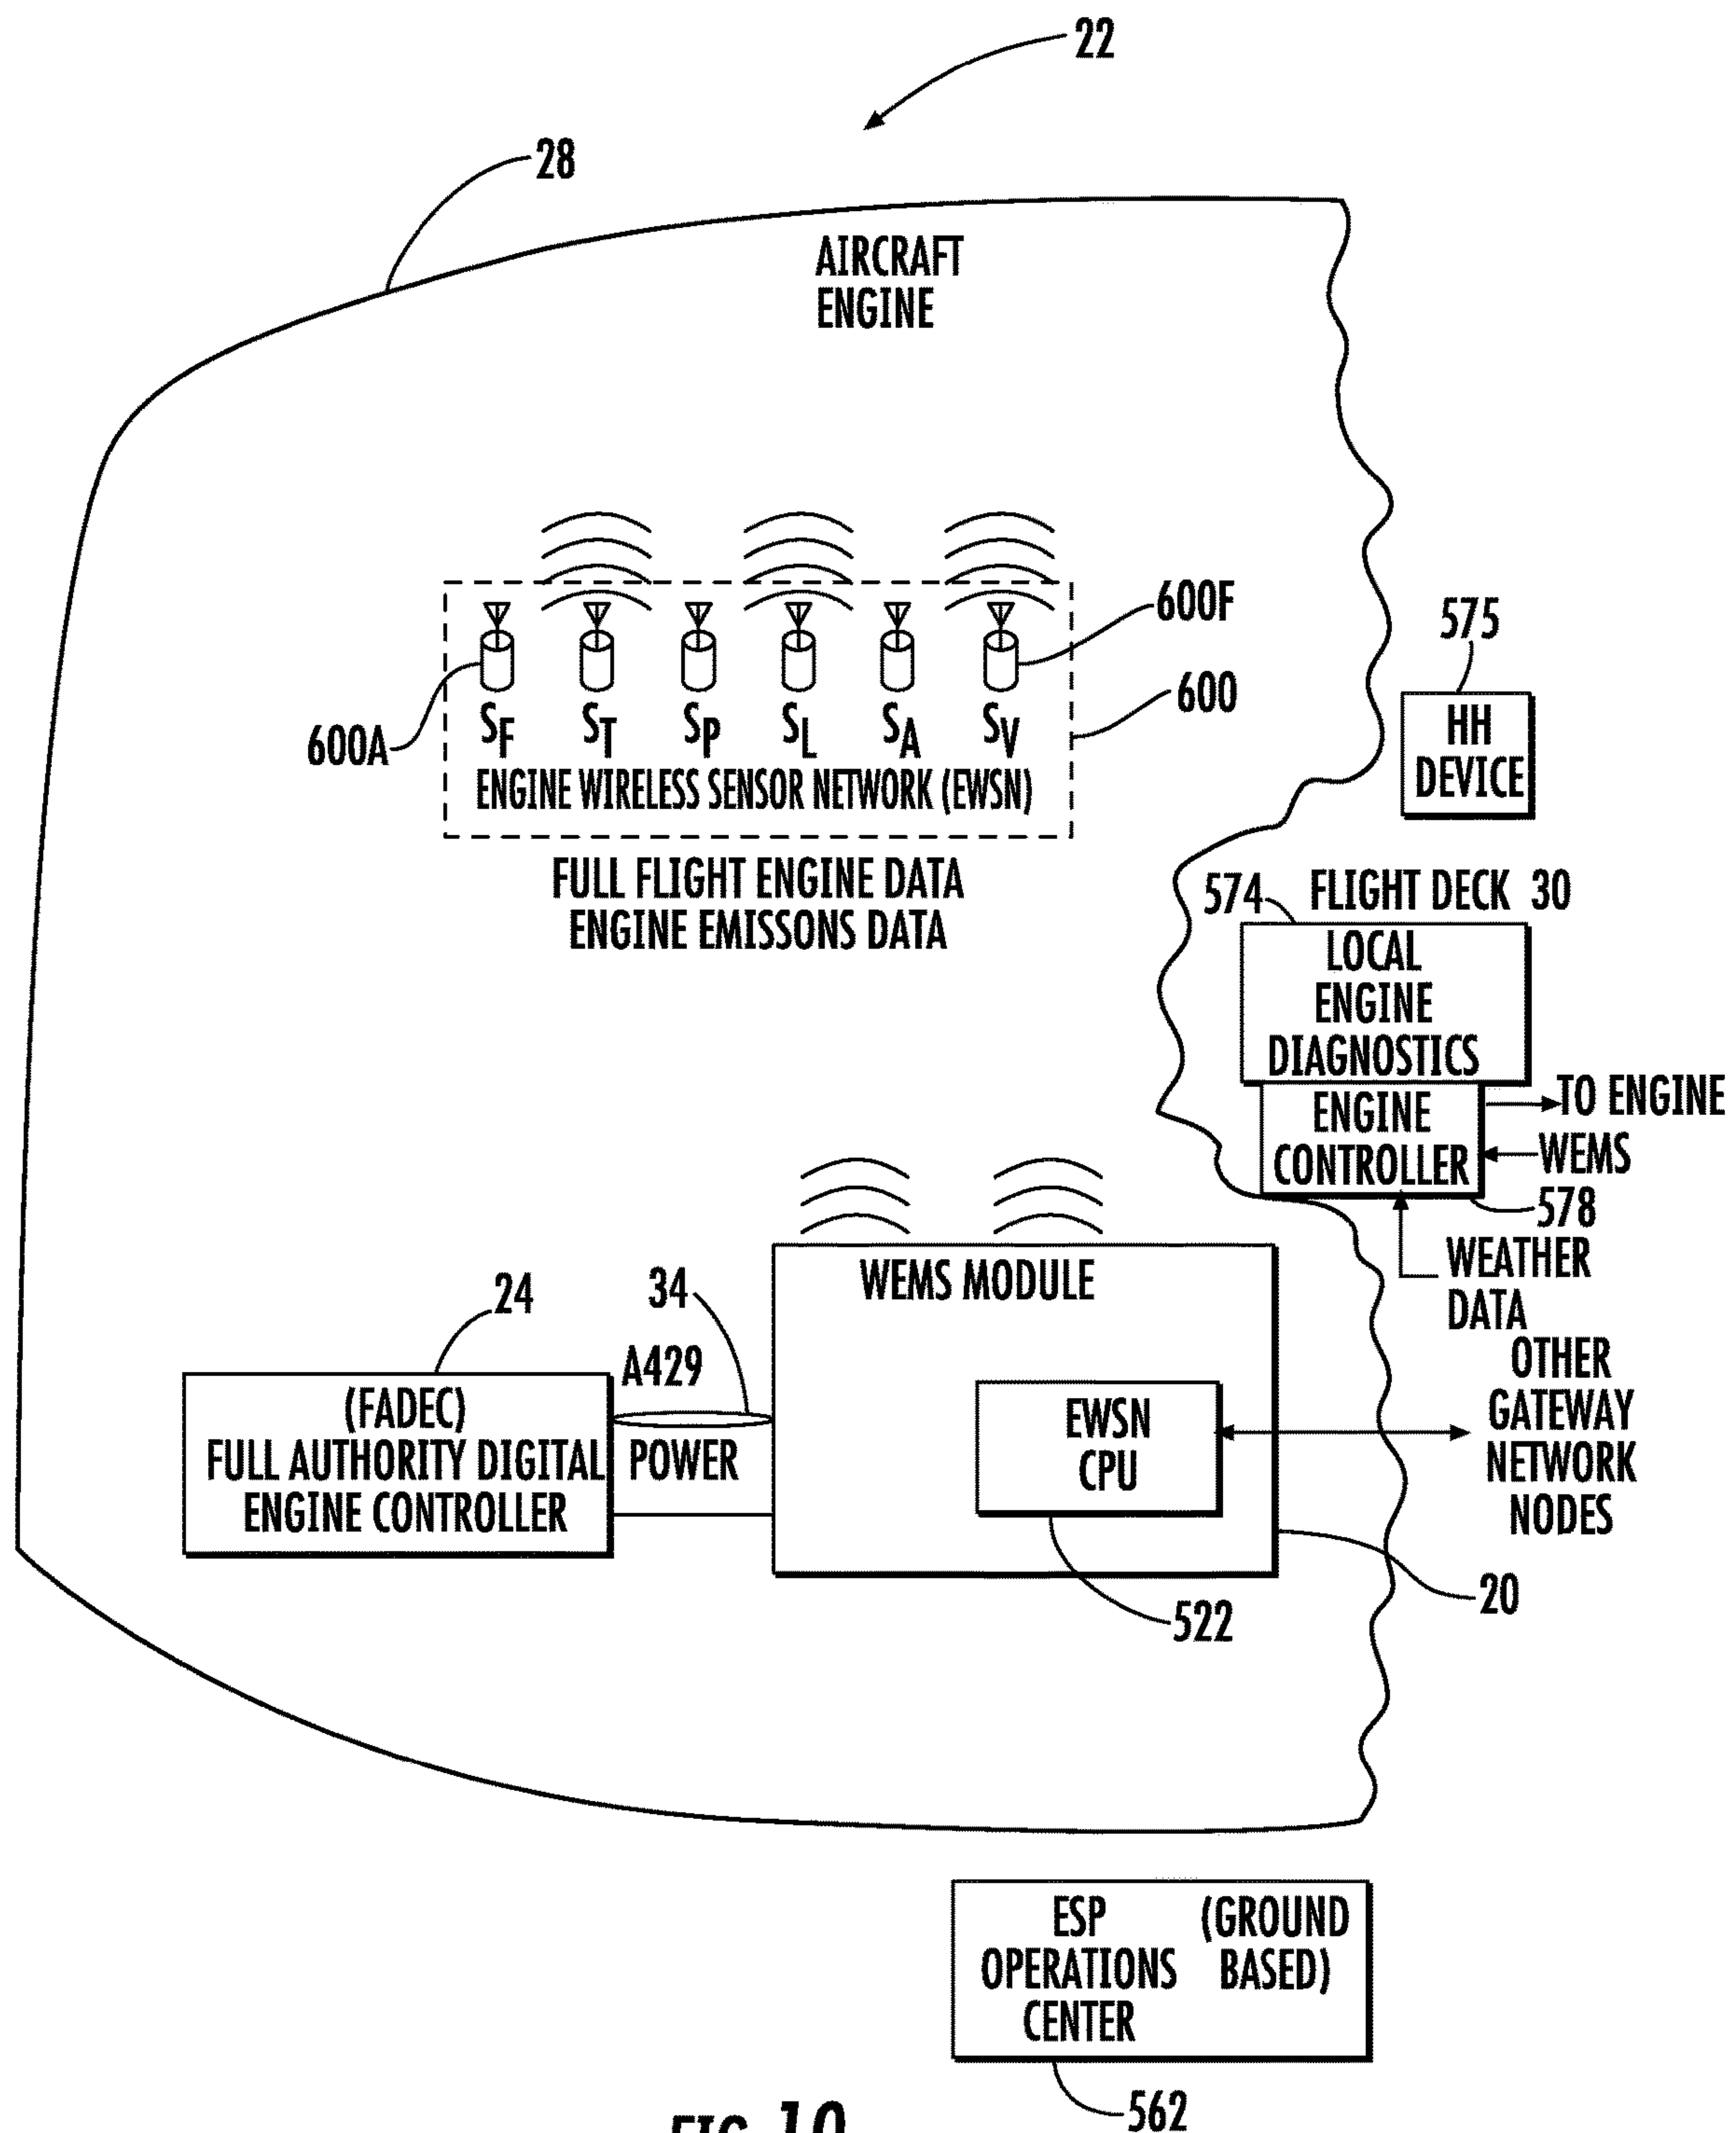 22
28
AIRCRAFT
ENGINE
600F
575
600
600A
SF ST SP SL SA SV
ENGINE WIRELESS SENSOR NETWORK (EWSN)
HH
DEVICE
FULL FLIGHT ENGINE DATA
ENGINE EMISSONS DATA
574
FLIGHT DECK 30
LOCAL
ENGINE
DIAGNOSTICS
ENGINE
CONTROLLER
TO ENGINE
WEMS
578
WEATHER
DATA
WEMS MODULE
24
34
A429
POWER
(FADEC)
FULL AUTHORITY DIGITAL
ENGINE CONTROLLER
EWSN
CPU
OTHER
GATEWAY
NETWORK
NODES
20
522
ESP (GROUND
OPERATIONS BASED)
CENTER
562
FIG. 10